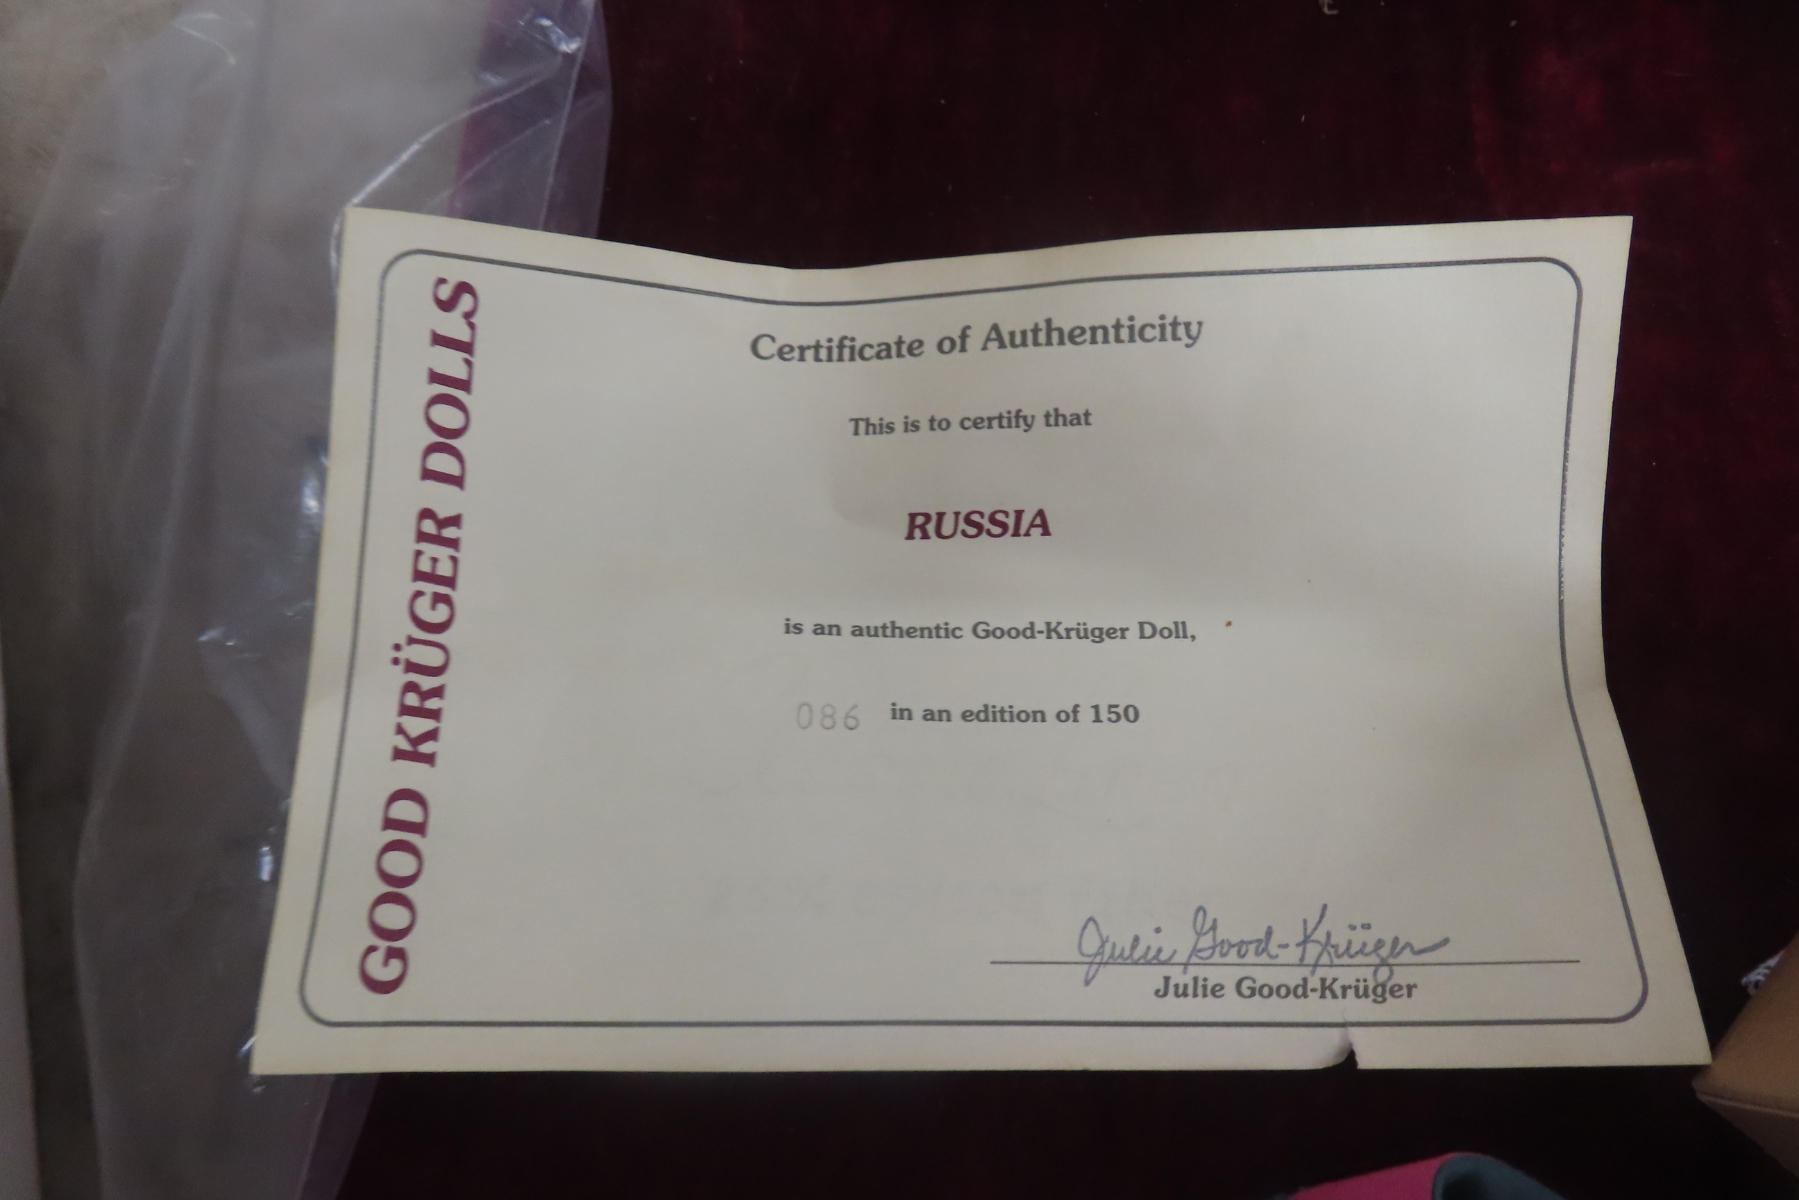 GOOD KRÜGER DOLLS
Certificate of Authenticity
This is to certify that
RUSSIA
is an authentic Good-Krüger Doll,
086 in an edition of 150
Julie Good-Krüger
Julie Good-Krüger